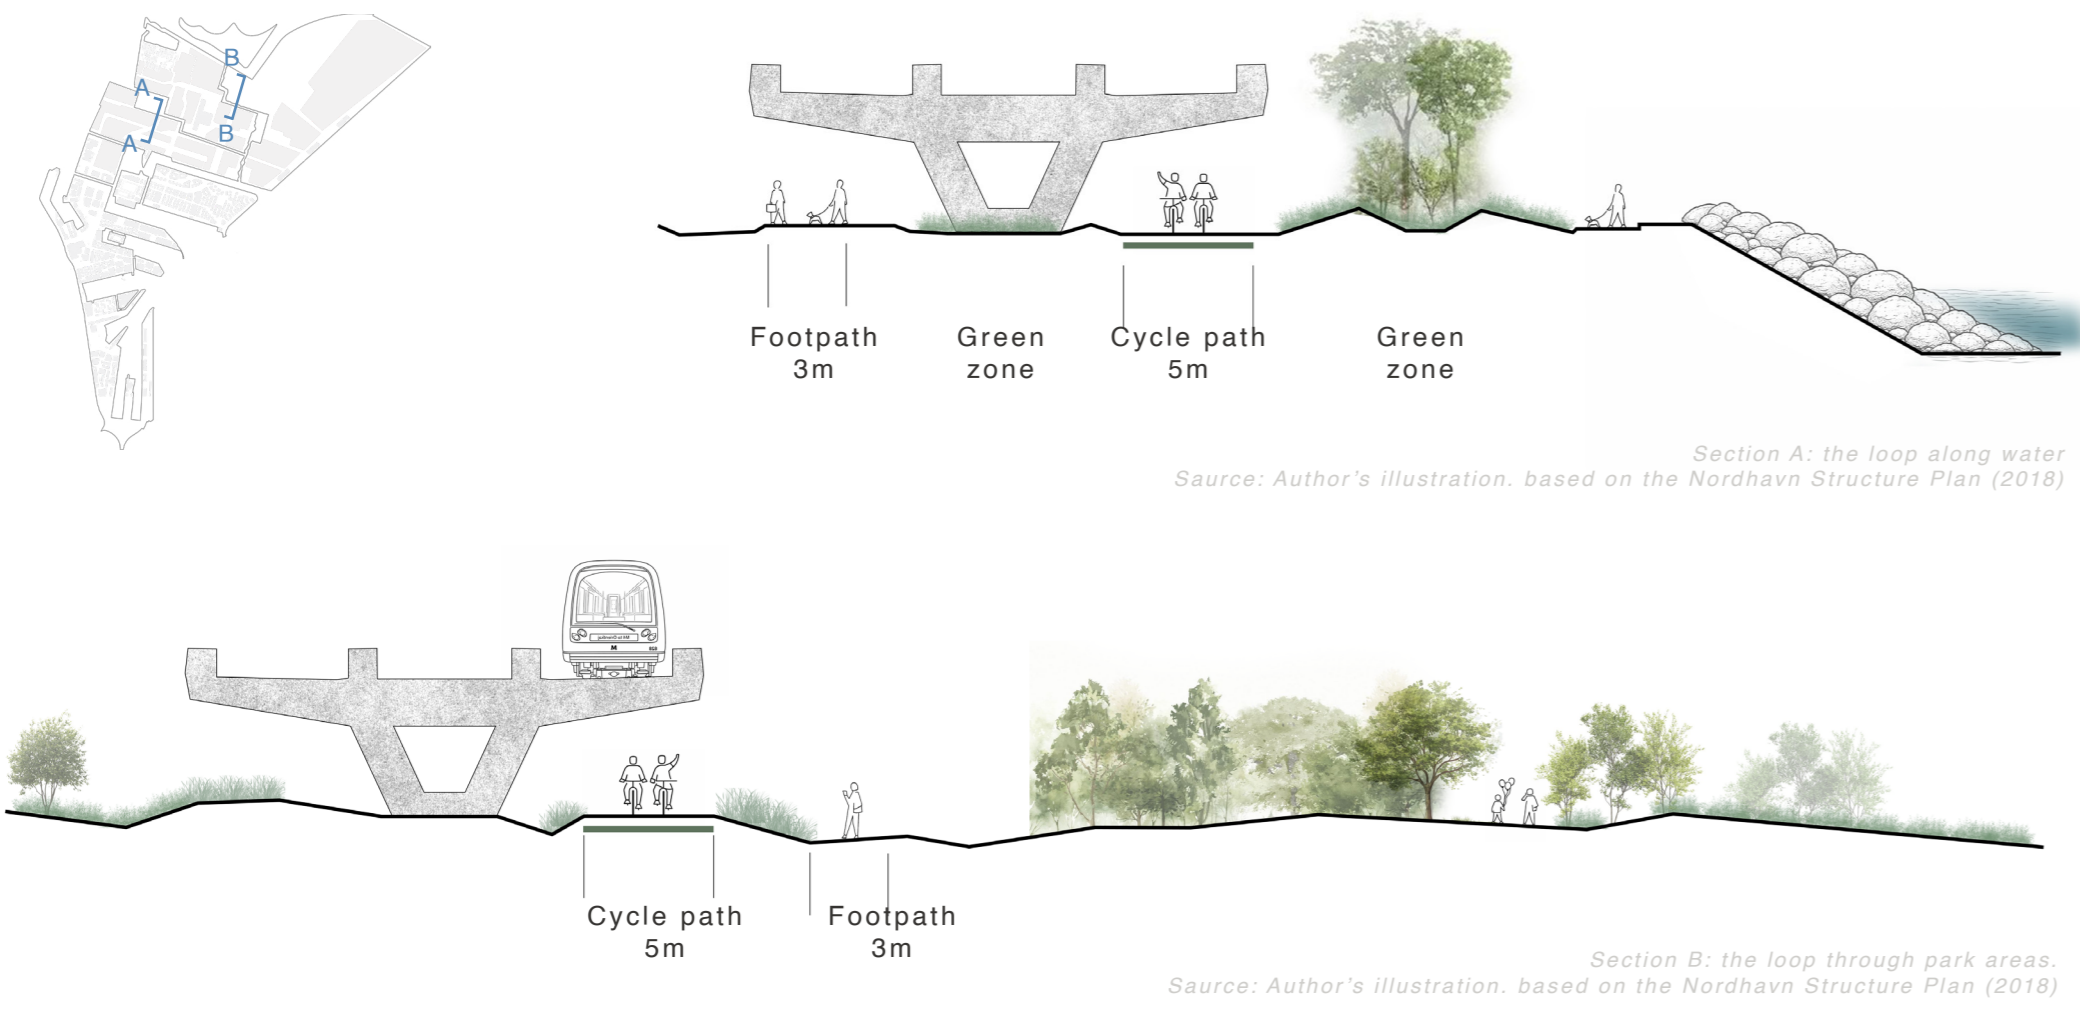 B
A
B
A
Footpath
3m
Green
zone
Cycle path
5m
Green
zone
Section A: the loop along water
Saurce: Author's illustration. based on the Nordhavn Structure Plan (2018)
M
Cycle path
5m
Footpath
3m
Section B: the loop through park areas.
Saurce: Author's illustration. based on the Nordhavn Structure Plan (2018)